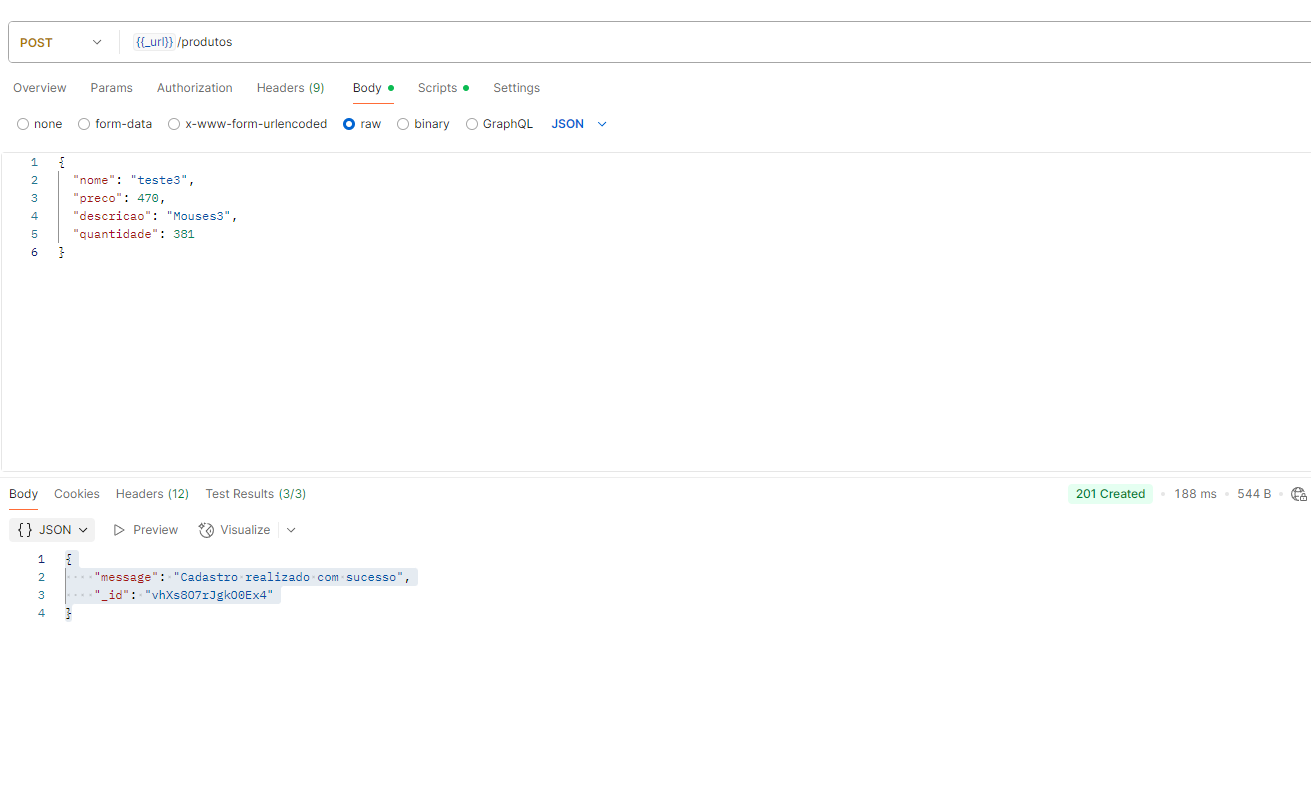 POST {{_url}} /produtos
Overview Params Authorization Headers (9) Body Scripts Settings
none form-data x-www-form-urlencoded raw binary GraphQL JSON
1 {
2 "nome": "teste3",
3 "preco": 470,
4 "descricao": "Mouses3",
5 "quantidade": 381
6 }
Body Cookies Headers (12) Test Results (3/3) 201 Created 188 ms 544 B
{} JSON Preview Visualize
1 {
2 "message": "Cadastro realizado com sucesso",
3 "_id": "vhXs8O7rJgkO0Ex4"
4 }